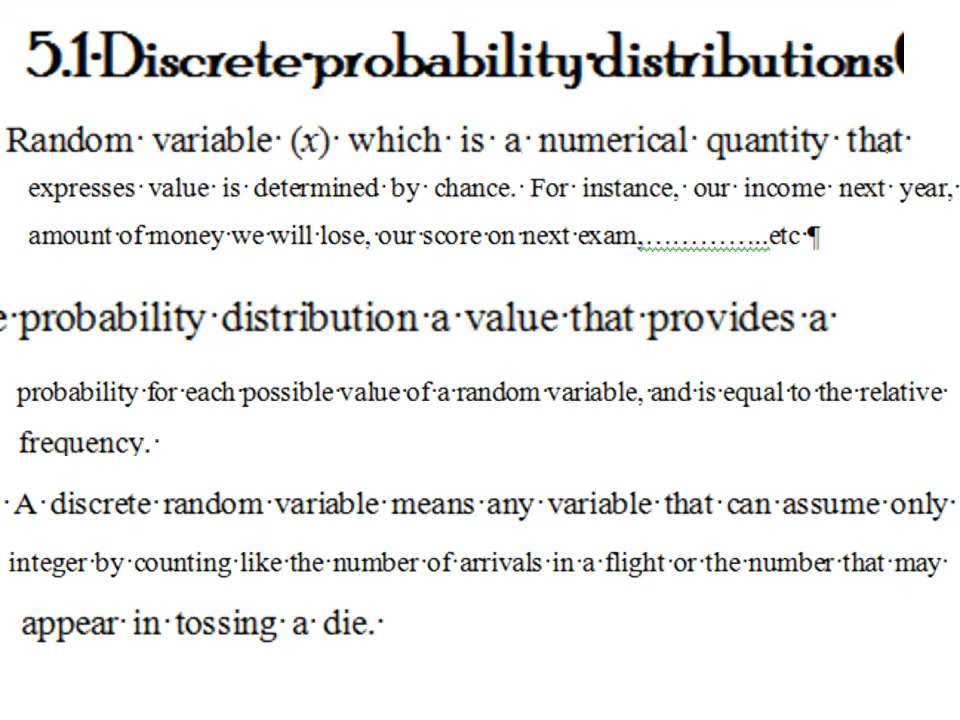 5.1 Discrete probability distributions
Random variable (x) which is a numerical quantity that
expresses value is determined by chance. For instance, our income next year,
amount of money we will lose, our score on next exam,……………..etc ¶
probability distribution a value that provides a
probability for each possible value of a random variable, and is equal to the relative
frequency.
A discrete random variable means any variable that can assume only
integer by counting like the number of arrivals in a flight or the number that may
appear in tossing a die.